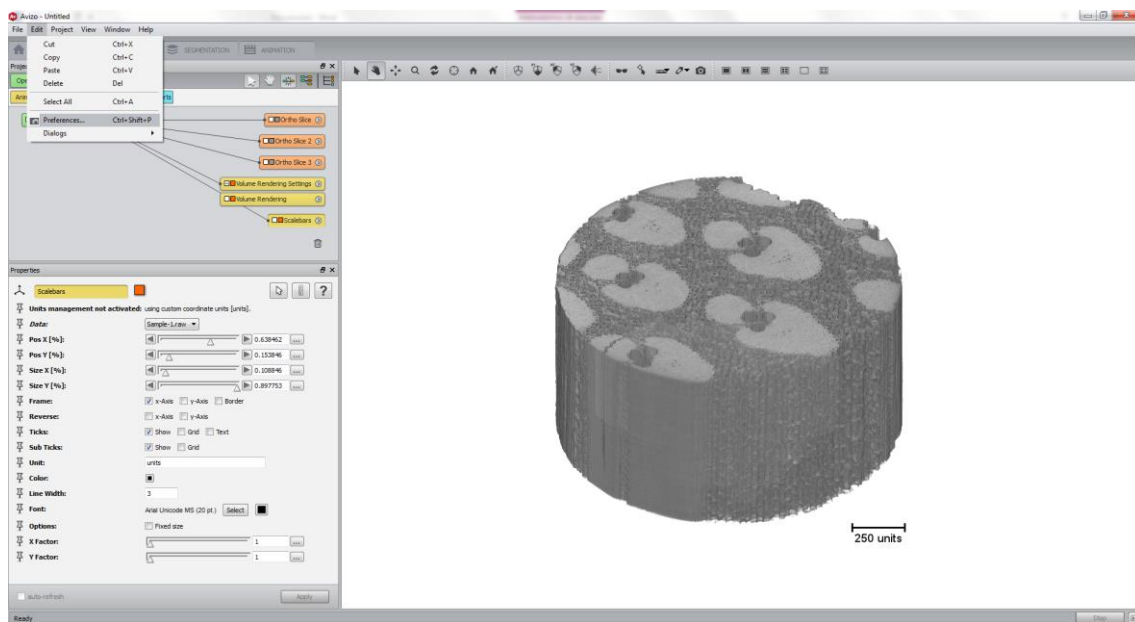 Avizo - Untitled
File Edit Project View Window Help
Cut Ctrl+X
Copy Ctrl+C
Paste Ctrl+V
Delete Del
Select All Ctrl+A
Preferences... Ctrl+Shift+P
Dialogs
SEGMENTATION ANIMATION
Ortho Slice
Ortho Slice 2
Ortho Slice 3
Volume Rendering Settings
Volume Rendering
Scalebars
Properties
Scalebars
Units management not activated: using custom coordinate units [units].
Data: Sample-1.raw
Pos X [%]: 0.638462
Pos Y [%]: 0.153846
Size X [%]: 0.108846
Size Y [%]: 0.897753
Frame: x-Axis y-Axis Border
Reverse: x-Axis y-Axis
Ticks: Show Grid Text
Sub Ticks: Show Grid
Unit: units
Color:
Line Width: 3
Font: Arial Unicode MS (20 pt.) Select
Options: Fixed size
X Factor: 1
Y Factor: 1
auto-refresh Apply
250 units
Ready Stop